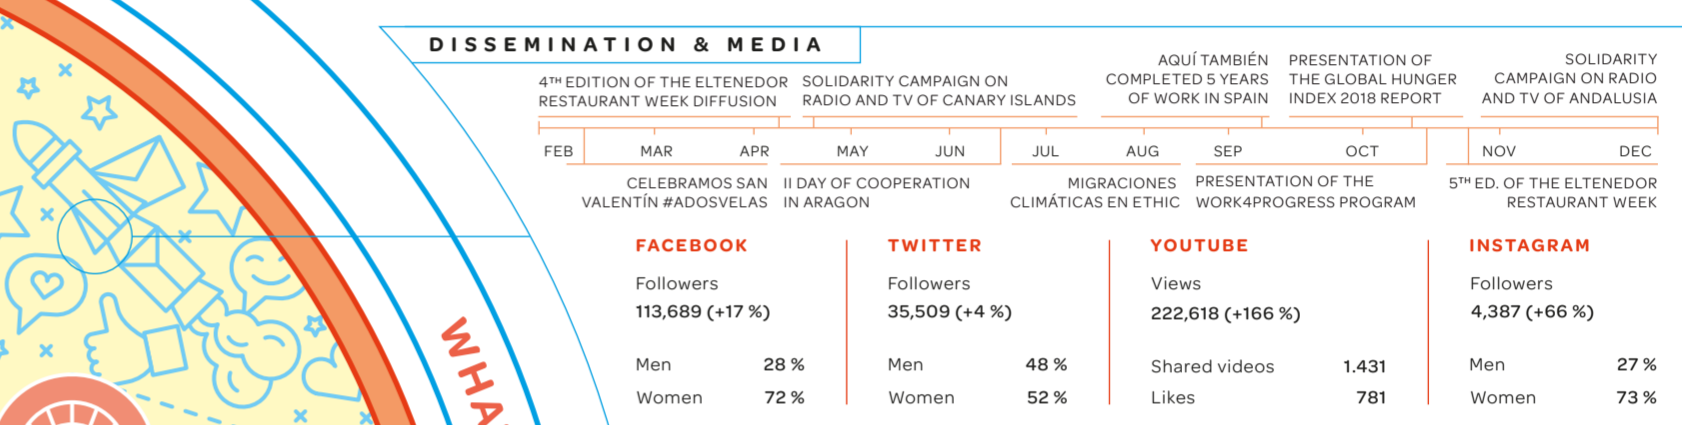 DISSEMINATION & MEDIA
4TH EDITION OF THE ELTENEDOR
RESTAURANT WEEK DIFFUSION
SOLIDARITY CAMPAIGN ON
RADIO AND TV OF CANARY ISLANDS
AQUÍ TAMBIÉN
COMPLETED 5 YEARS
OF WORK IN SPAIN
PRESENTATION OF
THE GLOBAL HUNGER
INDEX 2018 REPORT
SOLIDARITY
CAMPAIGN ON RADIO
AND TV OF ANDALUSIA
FEB MAR APR MAY JUN JUL AUG SEP OCT NOV DEC
CELEBRAMOS SAN
VALENTÍN #ADOSVELAS
II DAY OF COOPERATION
IN ARAGON
MIGRACIONES
CLIMÁTICAS EN ETHIC
PRESENTATION OF THE
WORK4PROGRESS PROGRAM
5TH ED. OF THE ELTENEDOR
RESTAURANT WEEK
FACEBOOK
Followers
113,689 (+17 %)
Men 28 %
Women 72 %
TWITTER
Followers
35,509 (+4 %)
Men 48 %
Women 52 %
YOUTUBE
Views
222,618 (+166 %)
Shared videos 1.431
Likes 781
INSTAGRAM
Followers
4,387 (+66 %)
Men 27 %
Women 73 %
WHA